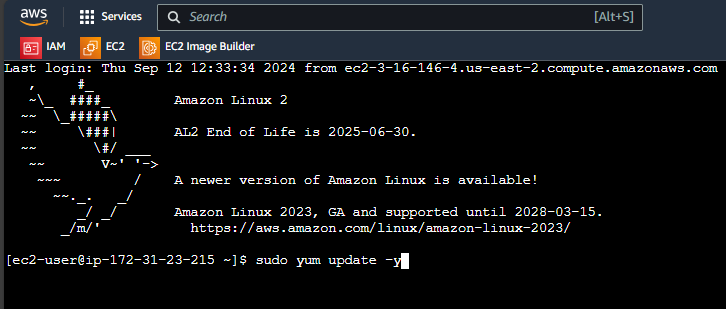 aws
Services
Search
[Alt+S]
IAM
EC2
EC2 Image Builder
Last login: Thu Sep 12 12:33:34 2024 from ec2-3-16-146-4.us-east-2.compute.amazonaws.com
   ,     #_
   ~\_  ####_        Amazon Linux 2
  ~~  \_#####\
  ~~     \###|       AL2 End of Life is 2025-06-30.
  ~~       \#/ ___
   ~~       V~' '->
    ~~~         /    A newer version of Amazon Linux is available!
      ~~._.   _/
         _/ _/       Amazon Linux 2023, GA and supported until 2028-03-15.
       _/m/'           https://aws.amazon.com/linux/amazon-linux-2023/
[ec2-user@ip-172-31-23-215 ~]$ sudo yum update -y